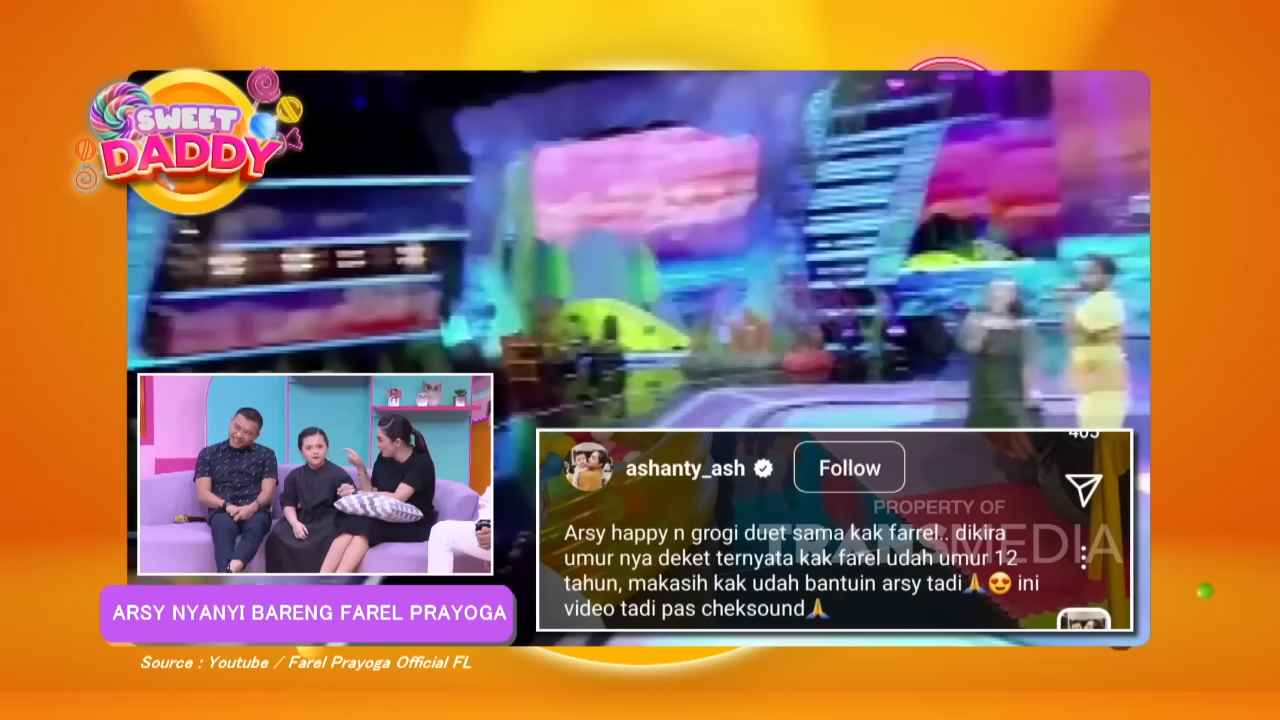 SWEET
DADDY
ashanty_ash
Follow
PROPERTY OF
TRANSMEDIA
Arsy happy n grogi duet sama kak farrel.. dikira
umur nya deket ternyata kak farel udah umur 12
tahun, makasih kak udah bantuin arsy tadi🙏😍 ini
video tadi pas cheksound🙏
ARSY NYANYI BARENG FAREL PRAYOGA
Source : Youtube / Farel Prayoga Official FL